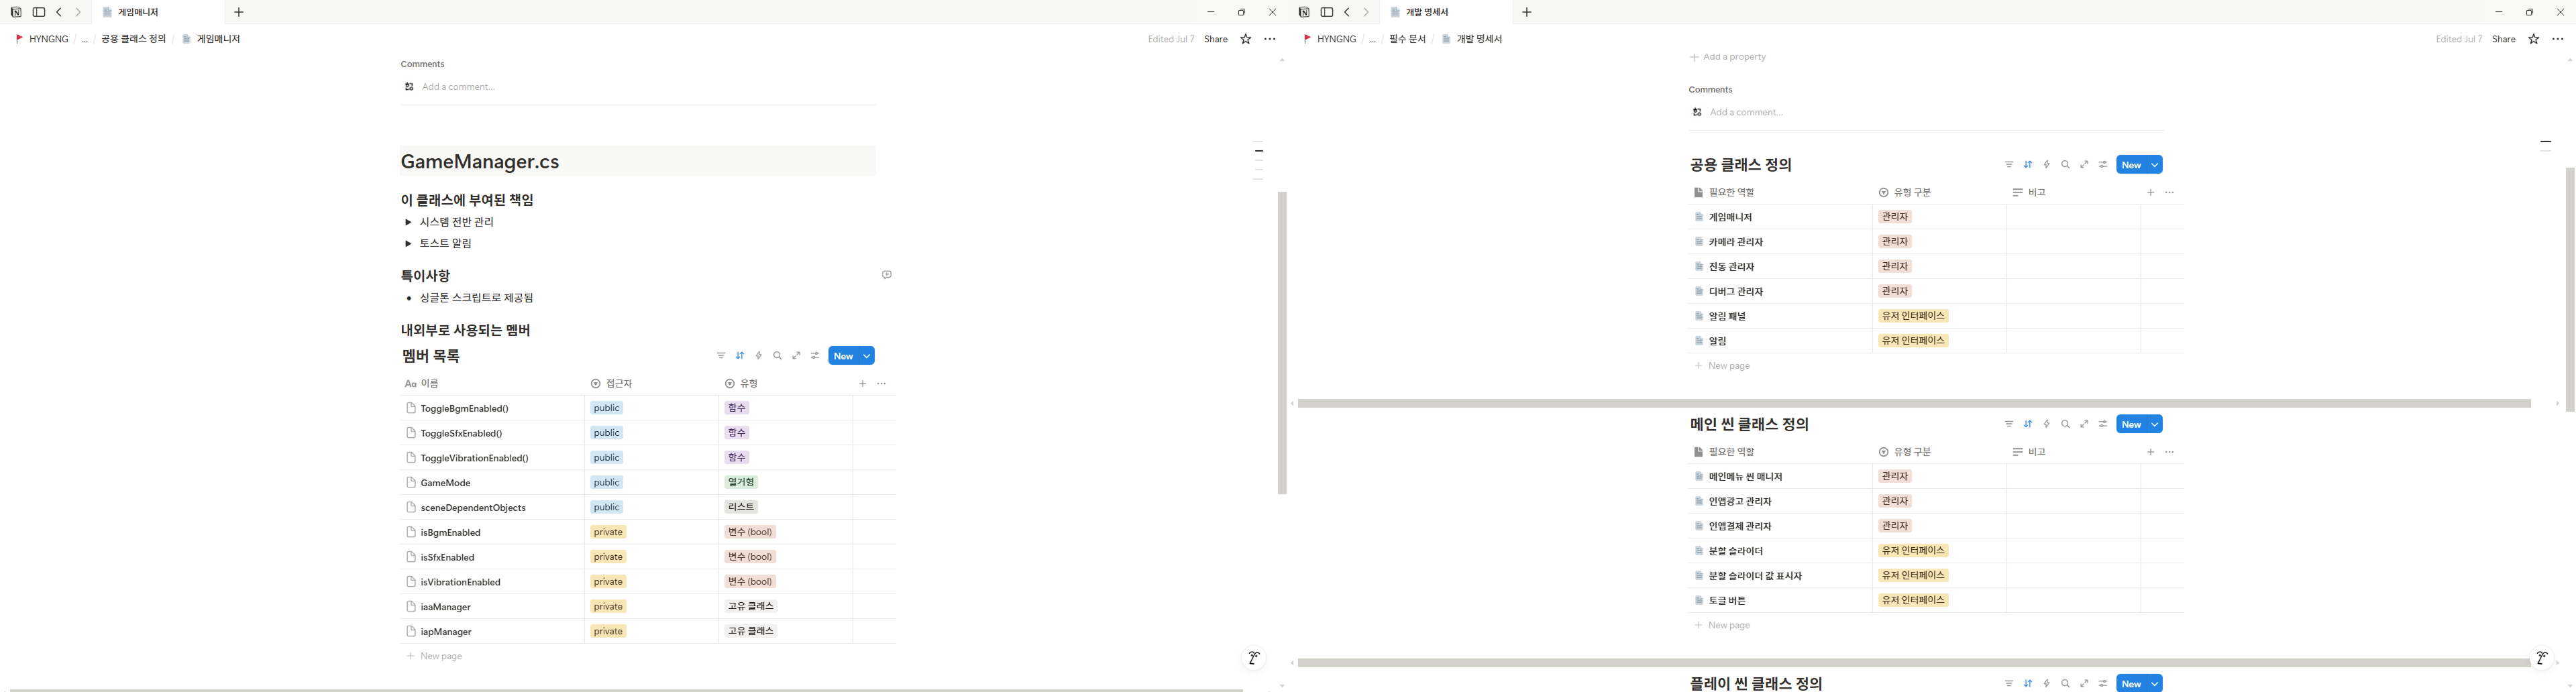 게임매니저
HYNGNG / ... / 공용 클래스 정의 / 게임매니저
Edited Jul 7 Share
Comments
Add a comment...
GameManager.cs
이 클래스에 부여된 책임
시스템 전반 관리
토스트 알림
특이사항
싱글톤 스크립트로 제공됨
내외부로 사용되는 멤버
멤버 목록
New
Aa 이름 접근자 유형
ToggleBgmEnabled() public 함수
ToggleSfxEnabled() public 함수
ToggleVibrationEnabled() public 함수
GameMode public 열거형
sceneDependentObjects public 리스트
isBgmEnabled private 변수 (bool)
isSfxEnabled private 변수 (bool)
isVibrationEnabled private 변수 (bool)
iaaManager private 고유 클래스
iapManager private 고유 클래스
New page
개발 명세서
HYNGNG / ... / 필수 문서 / 개발 명세서
Edited Jul 7 Share
Add a property
Comments
Add a comment...
공용 클래스 정의
New
필요한 역할 유형 구분 비고
게임매니저 관리자
카메라 관리자 관리자
진동 관리자 관리자
디버그 관리자 관리자
알림 패널 유저 인터페이스
알림 유저 인터페이스
New page
메인 씬 클래스 정의
New
필요한 역할 유형 구분 비고
메인메뉴 씬 매니저 관리자
인앱광고 관리자 관리자
인앱결제 관리자 관리자
분할 슬라이더 유저 인터페이스
분할 슬라이더 값 표시자 유저 인터페이스
토글 버튼 유저 인터페이스
New page
플레이 씬 클래스 정의
New